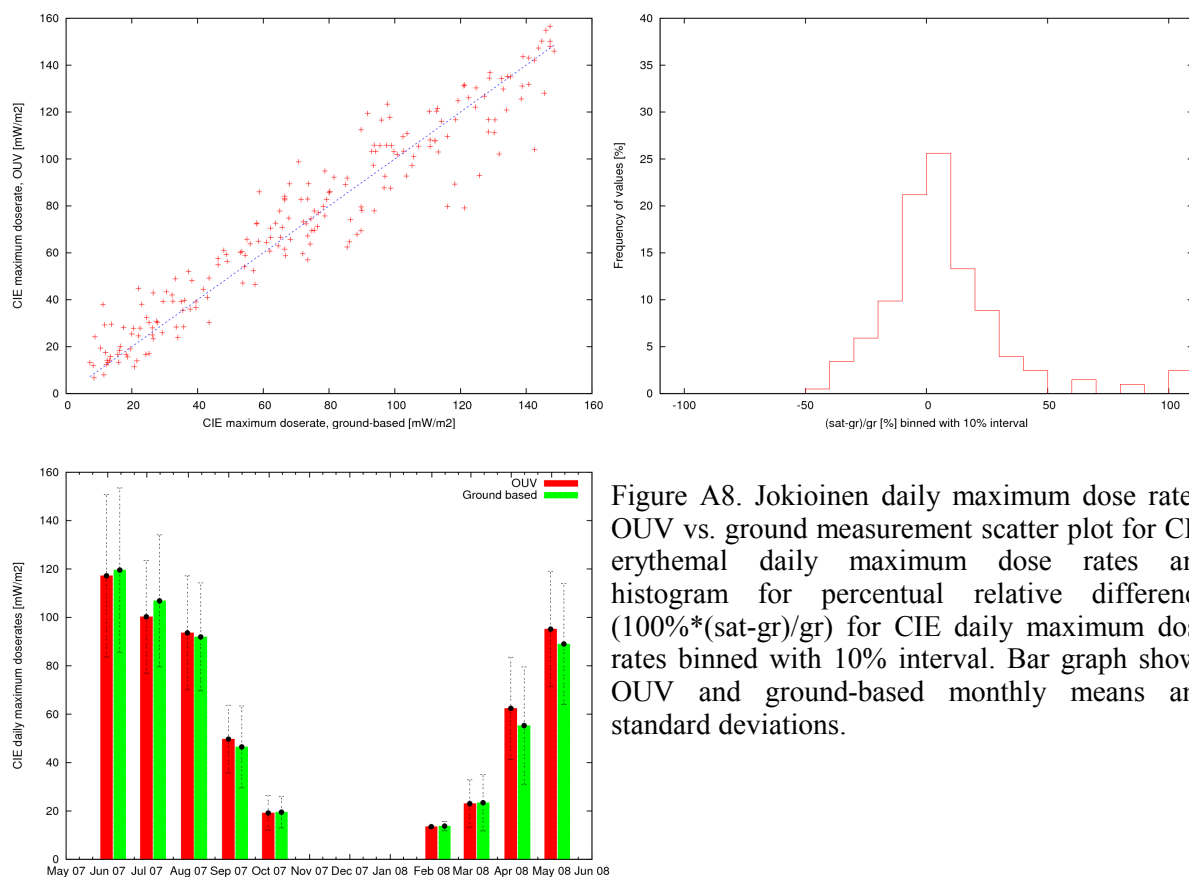 160
140
120
100
80
60
40
20
0
CIE maximum doserate, OUV [mW/m2]
0 20 40 60 80 100 120 140 160
CIE maximum doserate, ground-based [mW/m2]
40
35
30
25
20
15
10
5
0
Frequency of values [%]
-100 -50 0 50 100
(sat-gr)/gr [%] binned with 10% interval
160
140
120
100
80
60
40
20
0
CIE daily maximum doserates [mW/m2]
OUV
Ground based
May 07 Jun 07 Jul 07 Aug 07 Sep 07 Oct 07 Nov 07 Dec 07 Jan 08 Feb 08 Mar 08 Apr 08 May 08 Jun 08
Figure A8. Jokioinen daily maximum dose rate
OUV vs. ground measurement scatter plot for CI
erythemal daily maximum dose rates an
histogram for percentual relative differenc
(100%*(sat-gr)/gr) for CIE daily maximum dos
rates binned with 10% interval. Bar graph show
OUV and ground-based monthly means an
standard deviations.